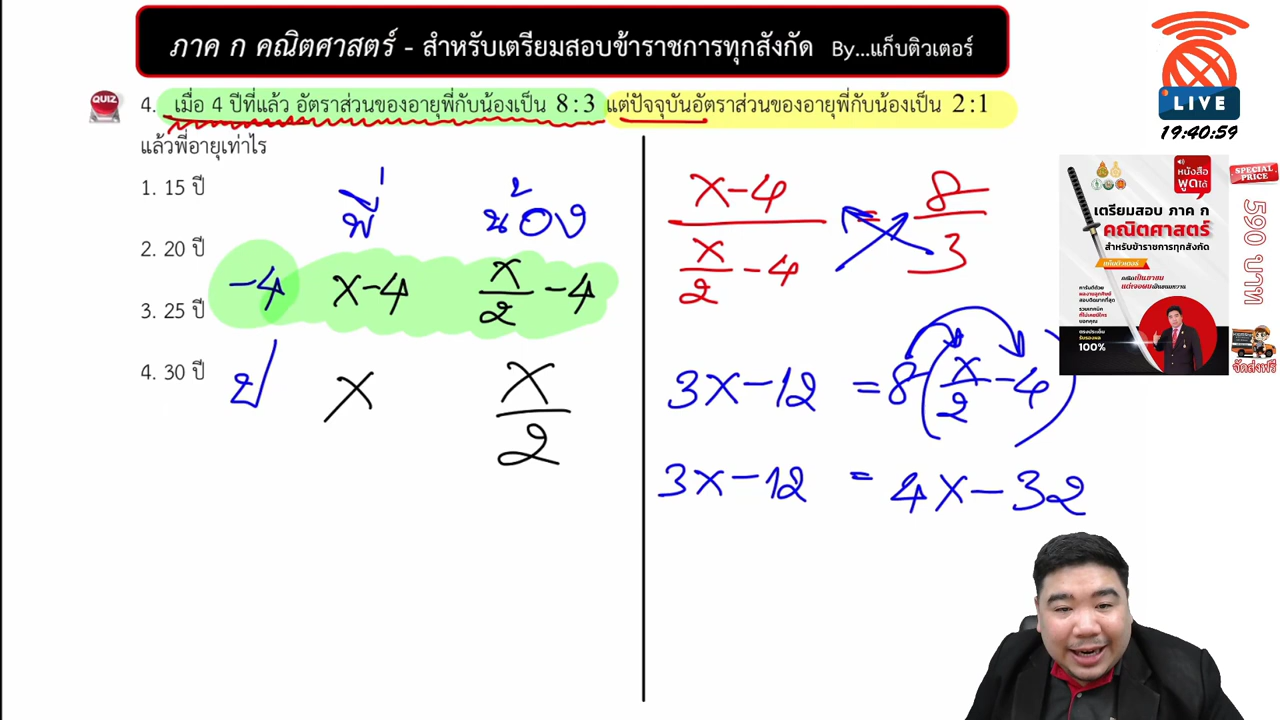 ภาค ก คณิตศาสตร์ - สำหรับเตรียมสอบข้าราชการทุกสังกัด By...แก็บติวเตอร์
LIVE
19:40:59
QUIZ
4. เมื่อ 4 ปีที่แล้ว อัตราส่วนของอายุพี่กับน้องเป็น 8 : 3 แต่ปัจจุบันอัตราส่วนของอายุพี่กับน้องเป็น 2 : 1
แล้วพี่อายุเท่าไร
1. 15 ปี
2. 20 ปี
3. 25 ปี
4. 30 ปี
พี่ น้อง
-4 x-4 x/2 -4
ป x x/2
x-4 / x/2 -4 = 8/3
3x-12 = 8(x/2 -4)
3x-12 = 4x-32
หนังสือ
พูดได้
เตรียมสอบ ภาค ก
คณิตศาสตร์
สำหรับข้าราชการทุกสังกัด
แก็บติวเตอร์
100%
SPECIAL
PRICE
590 บาท
จัดส่งฟรี